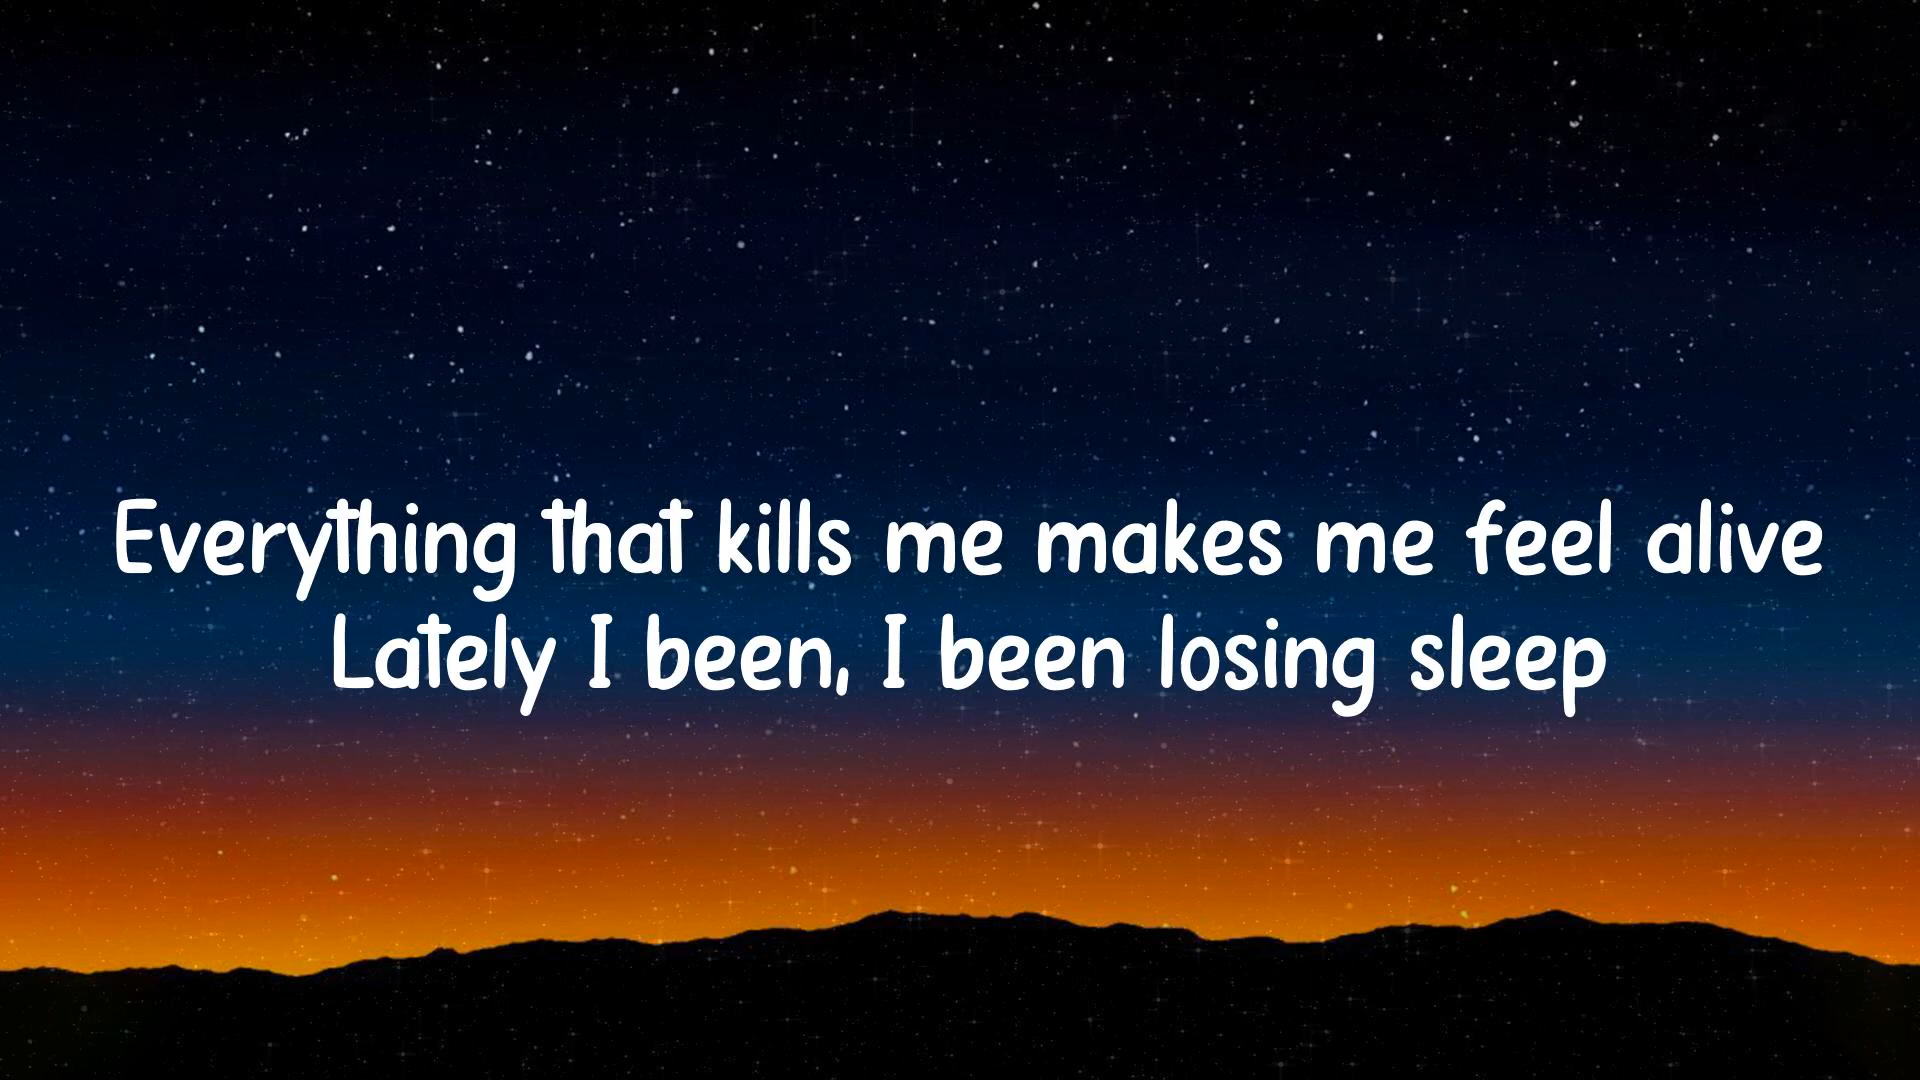 Everything that kills me makes me feel alive
Lately I been, I been losing sleep